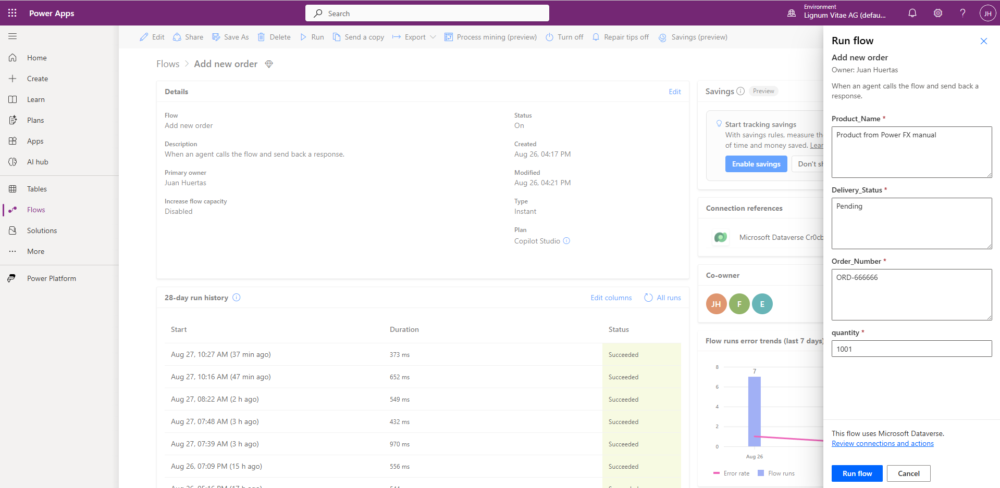 Power Apps
Search
Environment
Lignum Vitae AG (defau...
JH
Home
Create
Learn
Plans
Apps
AI hub
Tables
Flows
Solutions
More
Power Platform
Edit
Share
Save As
Delete
Run
Send a copy
Export
Process mining (preview)
Turn off
Repair tips off
Savings (preview)
Flows > Add new order
Details
Edit
Flow
Add new order
Description
When an agent calls the flow and send back a response.
Primary owner
Juan Huertas
Increase flow capacity
Disabled
Status
On
Created
Aug 26, 04:17 PM
Modified
Aug 26, 04:21 PM
Type
Instant
Plan
Copilot Studio
28-day run history
Edit columns
All runs
Start Duration Status
Aug 27, 10:27 AM (37 min ago) 373 ms Succeeded
Aug 27, 10:16 AM (47 min ago) 652 ms Succeeded
Aug 27, 08:22 AM (2 h ago) 549 ms Succeeded
Aug 27, 07:48 AM (3 h ago) 432 ms Succeeded
Aug 27, 07:39 AM (3 h ago) 970 ms Succeeded
Aug 26, 07:09 PM (15 h ago) 556 ms Succeeded
Savings
Preview
Start tracking savings
With savings rules, measure th
of time and money saved. Lear
Enable savings
Don't sh
Connection references
Microsoft Dataverse Cr0cb
Co-owner
JH F E
Flow runs error trends (last 7 days)
8
6
4
2
0
7
Aug 26
Error rate
Flow runs
Run flow
Add new order
Owner: Juan Huertas
When an agent calls the flow and send back a
response.
Product_Name *
Product from Power FX manual
Delivery_Status *
Pending
Order_Number *
ORD-666666
quantity *
1001
This flow uses Microsoft Dataverse.
Review connections and actions
Run flow
Cancel